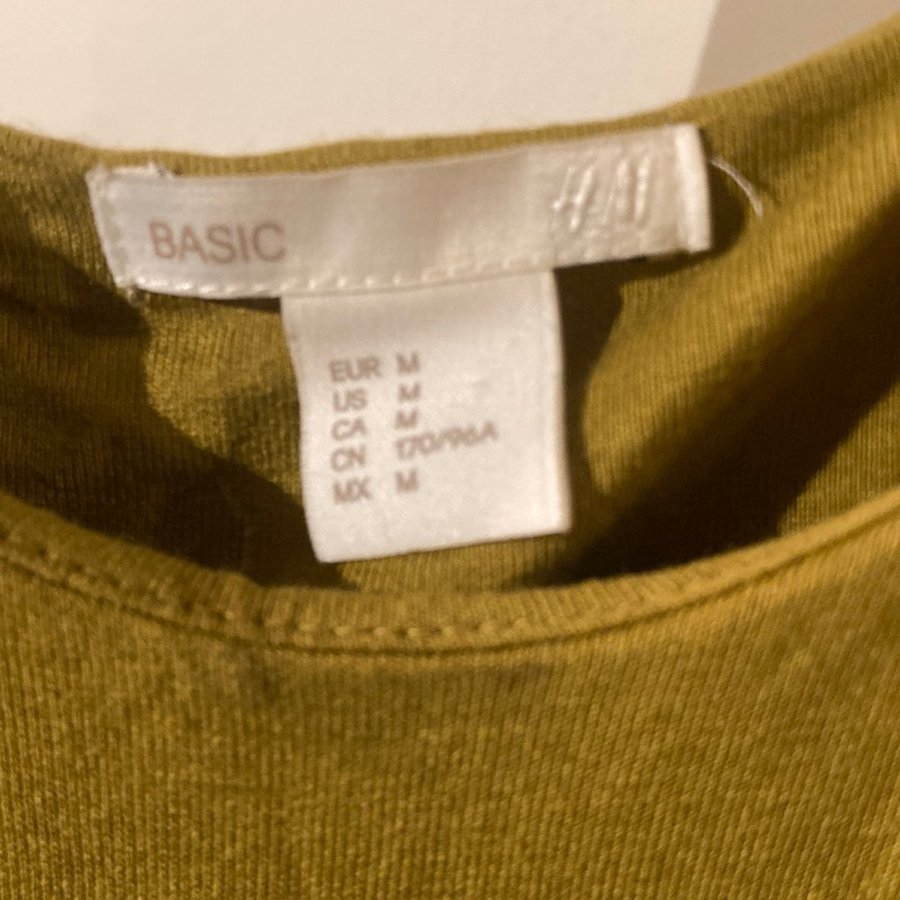 BASIC H&M
EUR M
US M
CA M
CN 170/96A
MX M